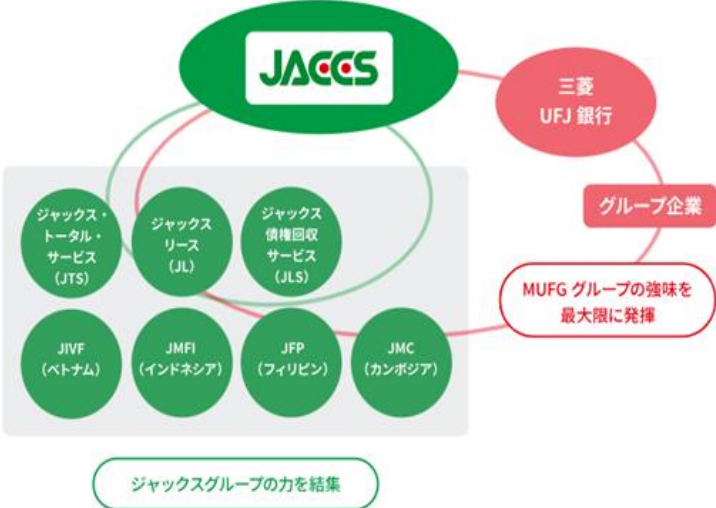 JACCS
三菱
UFJ 銀行
グループ企業
MUFG グループの強味を
最大限に発揮
ジャックス・
トータル・
サービス
(JTS)
ジャックス
リース
(JL)
ジャックス
債権回収
サービス
(JLS)
JIVF
(ベトナム)
JMFI
(インドネシア)
JFP
(フィリピン)
JMC
(カンボジア)
ジャックスグループの力を結集